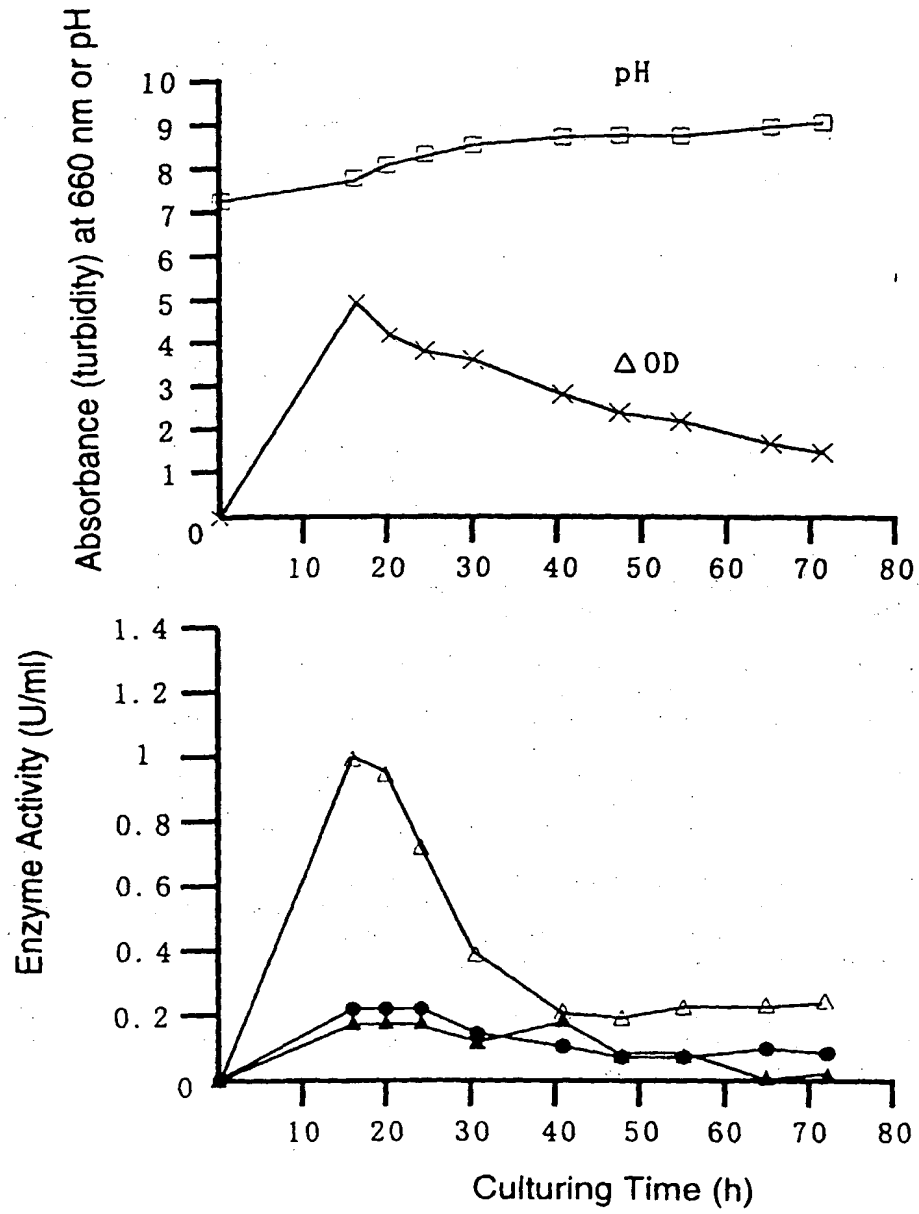 Absorbance (turbidity) at 660 nm or pH
10
9
8
7
6
5
4
3
2
1
0
pH
△OD
10 20 30 40 50 60 70 80
Enzyme Activity (U/ml)
1.4
1.2
1
0.8
0.6
0.4
0.2
0
10 20 30 40 50 60 70 80
Culturing Time (h)